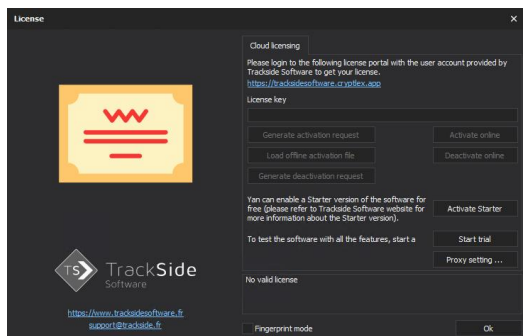 License
Cloud licensing
Please login to the following license portal with the user account provided by
Trackside Software to get your license.
https://tracksidesoftware.cryptlex.app
License key
Generate activation request
Activate online
Load offline activation file
Deactivate online
Generate deactivation request
Yan can enable a Starter version of the software for
free (please refer to Trackside Software website for
more information about the Starter version).
Activate Starter
To test the software with all the features, start a
Start trial
Proxy setting ...
No valid license
TS
TrackSide
Software
https://www.tracksidesoftware.fr
support@trackside.fr
Fingerprint mode
Ok